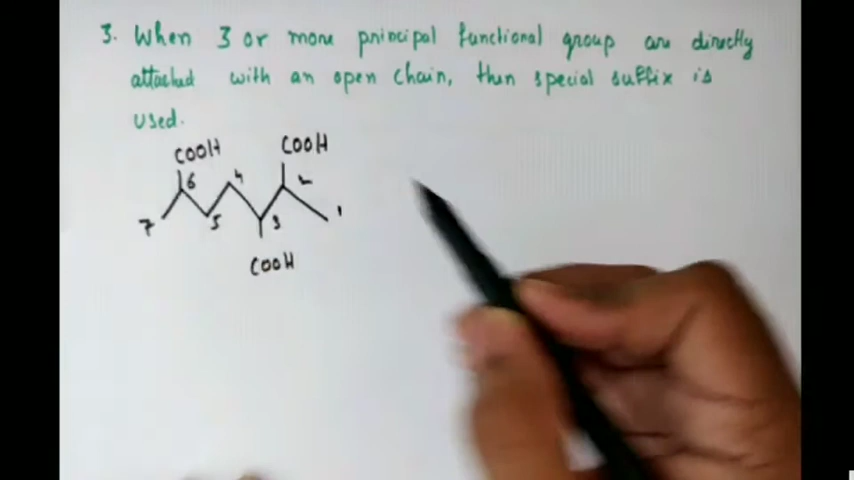 3. When 3 or more principal functional group are directly
attached with an open chain, then special suffix is
used.
COOH COOH
6 4 2
7 5 3 1
COOH